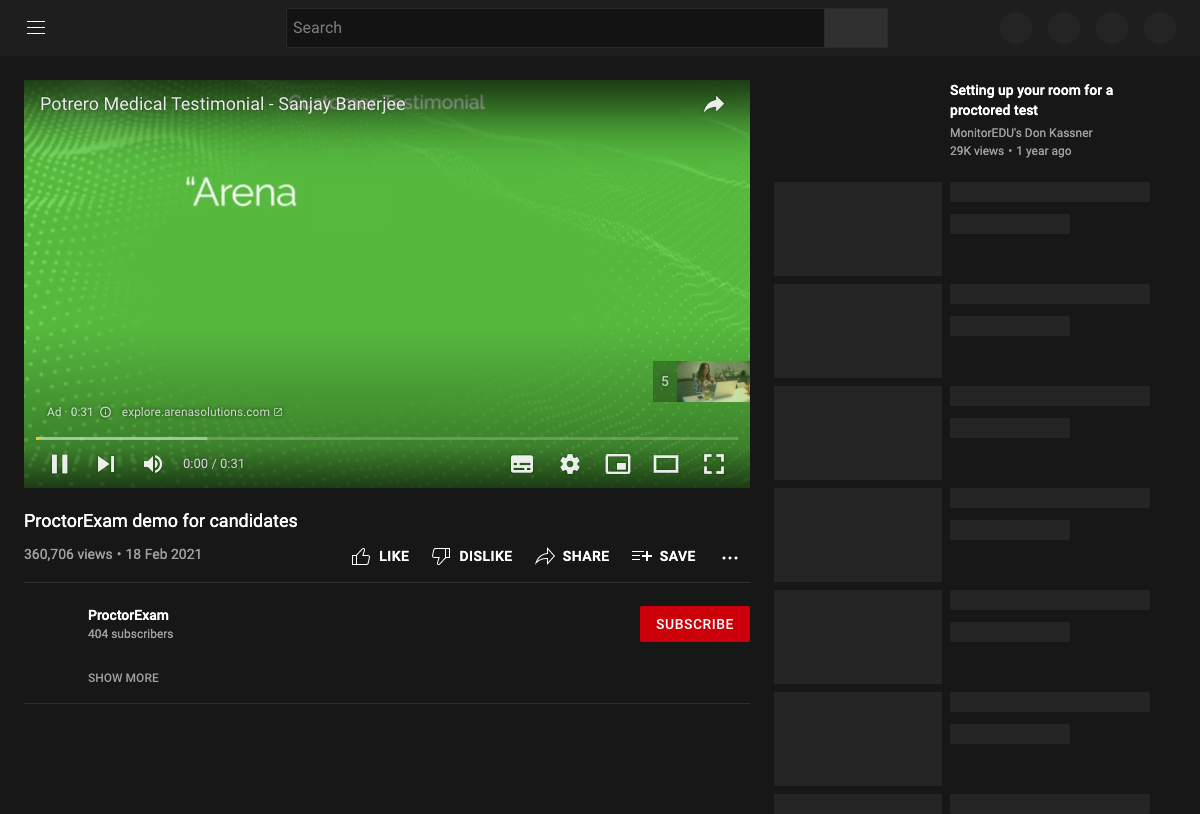 Search
Potrero Medical Testimonial - Sanjay Banerjee
Customer Testimonial
“Arena
5
Ad · 0:31
explore.arenasolutions.com
0:00 / 0:31
ProctorExam demo for candidates
360,706 views • 18 Feb 2021
LIKE
DISLIKE
SHARE
SAVE
ProctorExam
404 subscribers
SUBSCRIBE
SHOW MORE
Setting up your room for a
proctored test
MonitorEDU's Don Kassner
29K views • 1 year ago